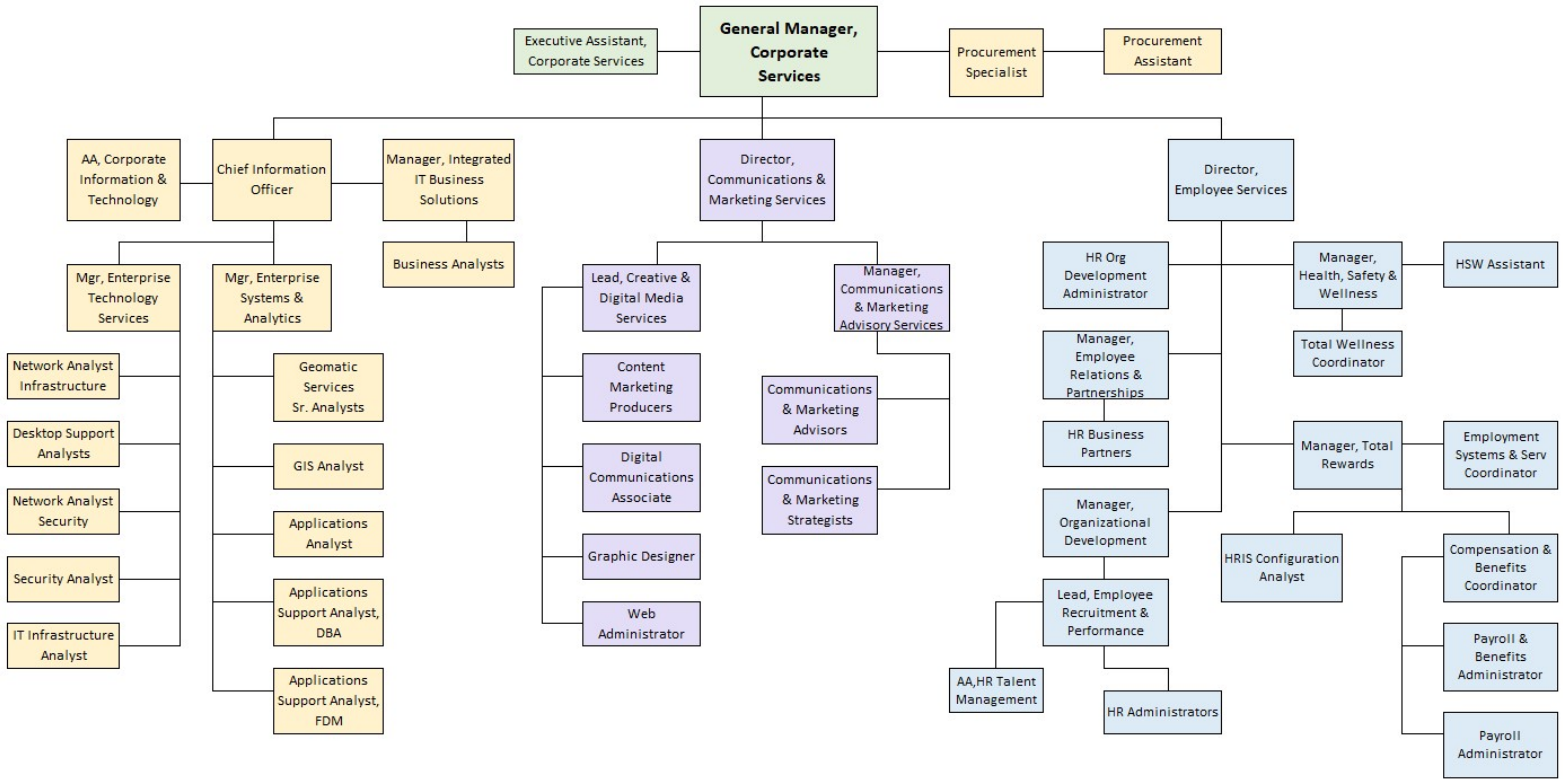 General Manager,
Corporate
Services
Executive Assistant,
Corporate Services
Procurement
Specialist
Procurement
Assistant
AA, Corporate
Information &
Technology
Chief Information
Officer
Manager, Integrated
IT Business
Solutions
Business Analysts
Mgr, Enterprise
Technology
Services
Mgr, Enterprise
Systems &
Analytics
Network Analyst
Infrastructure
Desktop Support
Analysts
Network Analyst
Security
Security Analyst
IT Infrastructure
Analyst
Geomatic
Services
Sr. Analysts
GIS Analyst
Applications
Analyst
Applications
Support Analyst,
DBA
Applications
Support Analyst,
FDM
Director,
Communications &
Marketing Services
Lead, Creative &
Digital Media
Services
Manager,
Communications
& Marketing
Advisory Services
Content
Marketing
Producers
Digital
Communications
Associate
Graphic Designer
Web
Administrator
Communications
& Marketing
Advisors
Communications
& Marketing
Strategists
Director,
Employee Services
HR Org
Development
Administrator
Manager,
Health, Safety &
Wellness
HSW Assistant
Total Wellness
Coordinator
Manager,
Employee
Relations &
Partnerships
HR Business
Partners
Manager, Total
Rewards
Employment
Systems & Serv
Coordinator
Manager,
Organizational
Development
Lead, Employee
Recruitment &
Performance
AA,HR Talent
Management
HR Administrators
HRIS Configuration
Analyst
Compensation &
Benefits
Coordinator
Payroll &
Benefits
Administrator
Payroll
Administrator